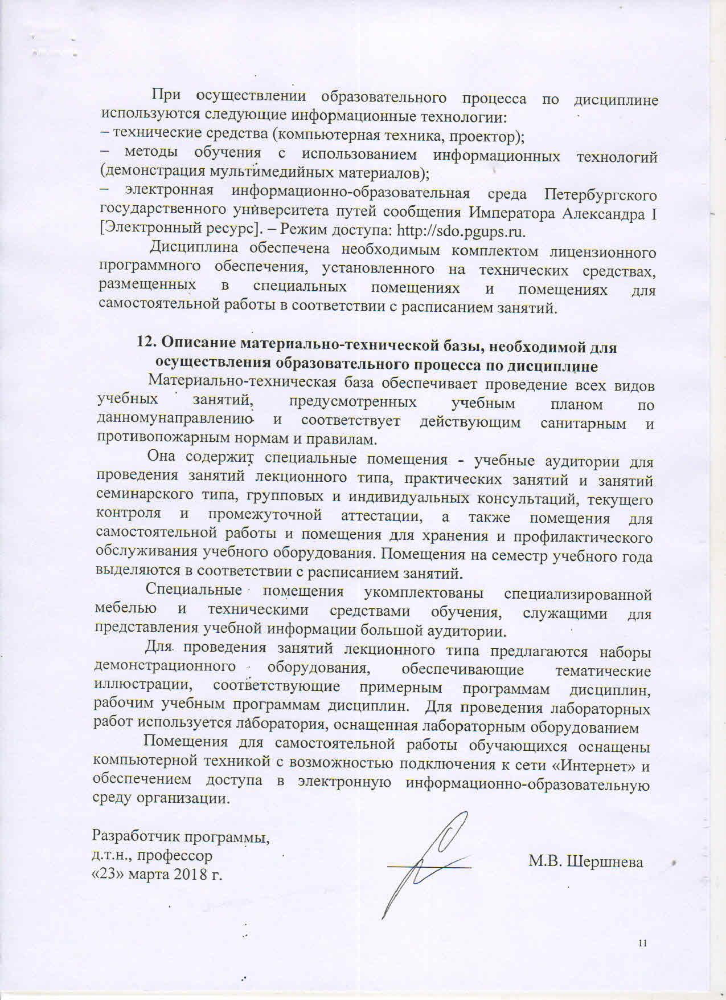 При осуществлении образовательного процесса по дисциплине
используются следующие информационные технологии:
– технические средства (компьютерная техника, проектор);
– методы обучения с использованием информационных технологий
(демонстрация мультимедийных материалов);
– электронная информационно-образовательная среда Петербургского
государственного университета путей сообщения Императора Александра I
[Электронный ресурс]. – Режим доступа: http://sdo.pgups.ru.
Дисциплина обеспечена необходимым комплектом лицензионного
программного обеспечения, установленного на технических средствах,
размещенных в специальных помещениях и помещениях для
самостоятельной работы в соответствии с расписанием занятий.
12. Описание материально-технической базы, необходимой для
осуществления образовательного процесса по дисциплине
Материально-техническая база обеспечивает проведение всех видов
учебных занятий, предусмотренных учебным планом по
данномунаправлению и соответствует действующим санитарным и
противопожарным нормам и правилам.
Она содержит специальные помещения - учебные аудитории для
проведения занятий лекционного типа, практических занятий и занятий
семинарского типа, групповых и индивидуальных консультаций, текущего
контроля и промежуточной аттестации, а также помещения для
самостоятельной работы и помещения для хранения и профилактического
обслуживания учебного оборудования. Помещения на семестр учебного года
выделяются в соответствии с расписанием занятий.
Специальные помещения укомплектованы специализированной
мебелью и техническими средствами обучения, служащими для
представления учебной информации большой аудитории.
Для проведения занятий лекционного типа предлагаются наборы
демонстрационного оборудования, обеспечивающие тематические
иллюстрации, соответствующие примерным программам дисциплин,
рабочим учебным программам дисциплин. Для проведения лабораторных
работ используется лаборатория, оснащенная лабораторным оборудованием
Помещения для самостоятельной работы обучающихся оснащены
компьютерной техникой с возможностью подключения к сети «Интернет» и
обеспечением доступа в электронную информационно-образовательную
среду организации.
Разработчик программы,
д.т.н., профессор
М.В. Шершнева
«23» марта 2018 г.
11